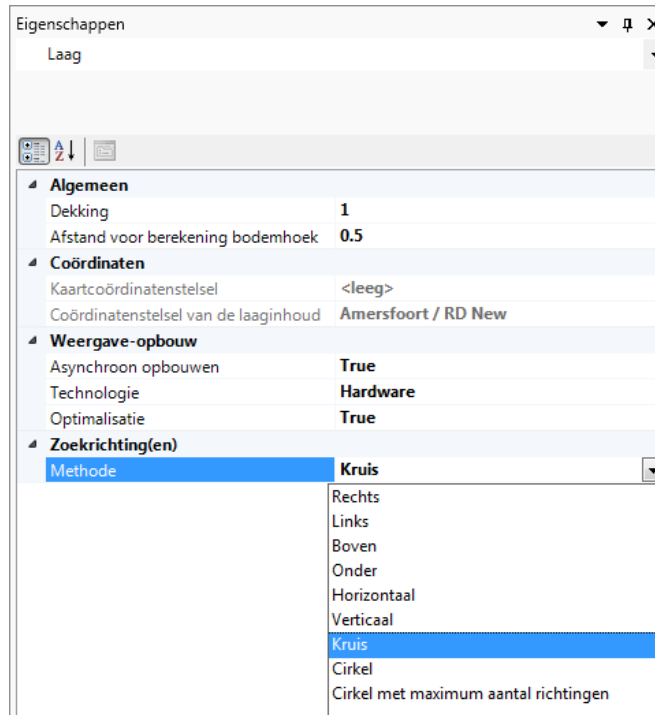 Eigenschappen
Laag
Algemeen
Dekking 1
Afstand voor berekening bodemhoek 0.5
Coördinaten
Kaartcoördinatenstelsel <leeg>
Coördinatenstelsel van de laaginhoud Amersfoort / RD New
Weergave-opbouw
Asynchroon opbouwen True
Technologie Hardware
Optimalisatie True
Zoekrichting(en)
Methode Kruis
Rechts
Links
Boven
Onder
Horizontaal
Verticaal
Kruis
Cirkel
Cirkel met maximum aantal richtingen